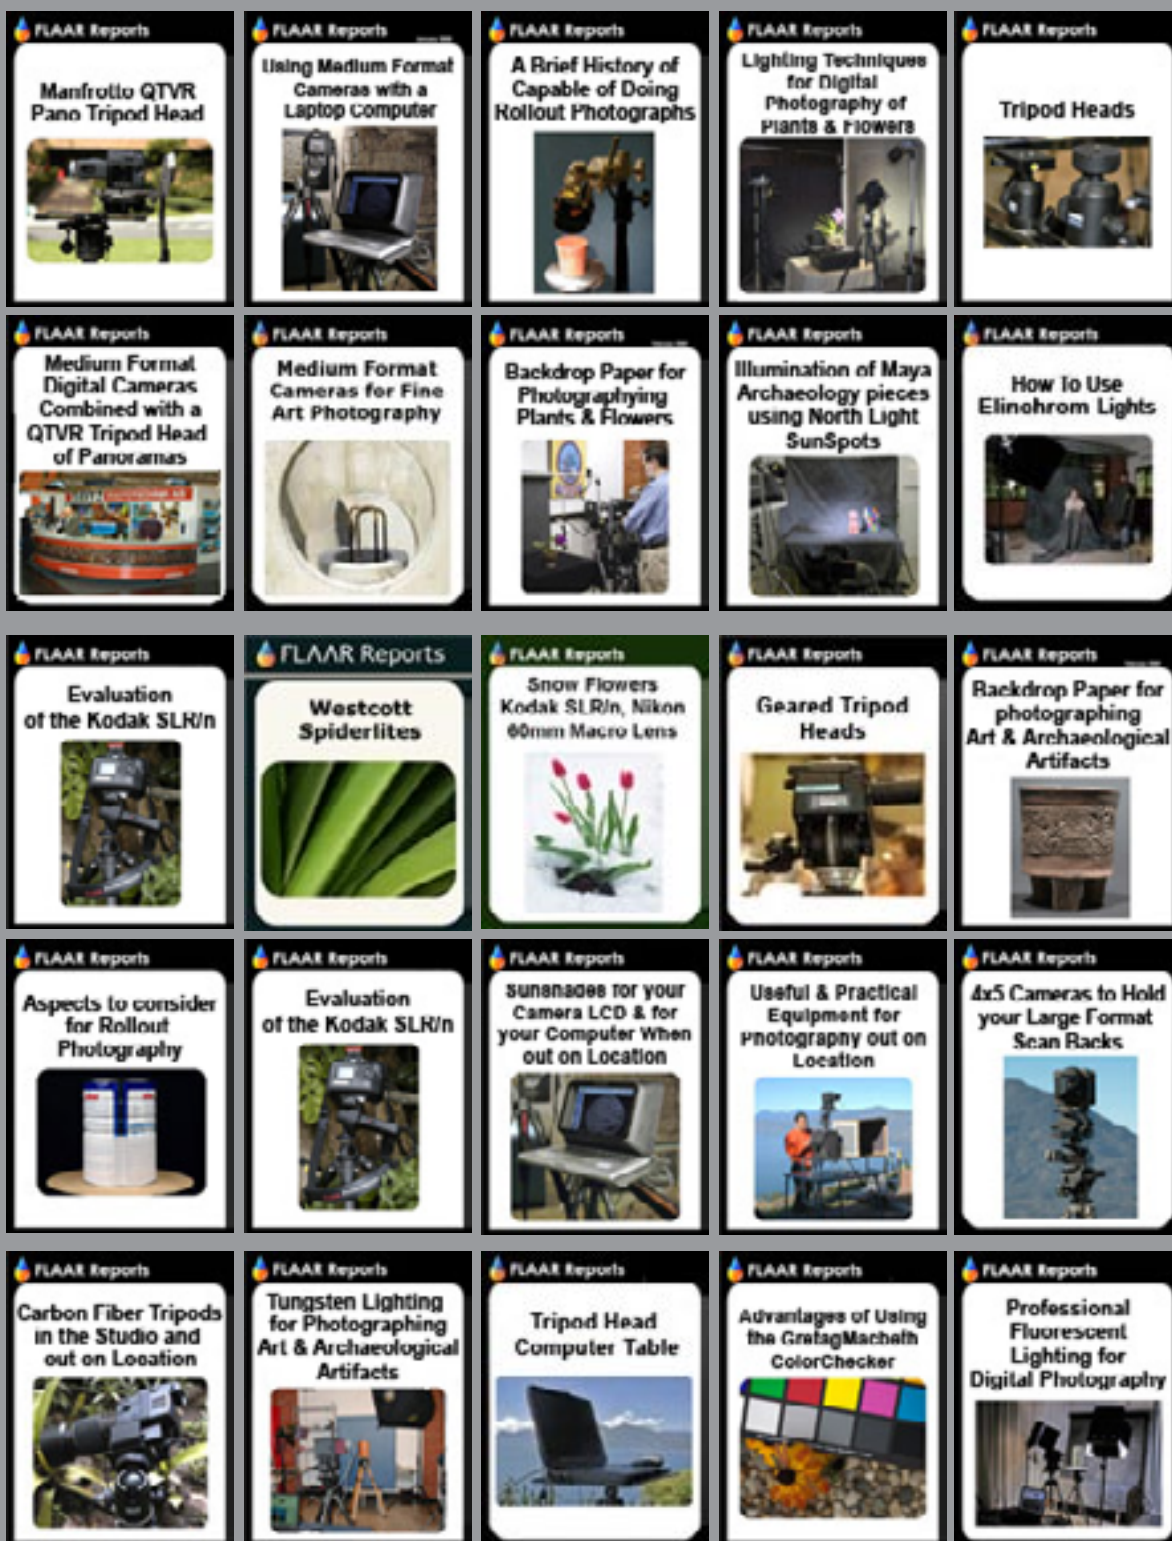 FLAAR Reports
Manfrotto QTVR
Pano Tripod Head
FLAAR Reports
Using Medium Format
Cameras with a
Laptop Computer
FLAAR Reports
A Brief History of
Capable of Doing
Rollout Photographs
FLAAR Reports
Lighting Techniques
for Digital
Photography of
Plants & Flowers
FLAAR Reports
Tripod Heads
FLAAR Reports
Medium Format
Digital Cameras
Combined with a
QTVR Tripod Head
of Panoramas
FLAAR Reports
Medium Format
Cameras for Fine
Art Photography
FLAAR Reports
Backdrop Paper for
Photographying
Plants & Flowers
FLAAR Reports
Illumination of Maya
Archaeology pieces
using North Light
SunSpots
FLAAR Reports
How To Use
Elinchrom Lights
FLAAR Reports
Evaluation
of the Kodak SLR/n
FLAAR Reports
Westcott
Spiderlites
FLAAR Reports
Snow Flowers
Kodak SLR/n, Nikon
60mm Macro Lens
FLAAR Reports
Geared Tripod
Heads
FLAAR Reports
Backdrop Paper for
photographing
Art & Archaeological
Artifacts
FLAAR Reports
Aspects to consider
for Rollout
Photography
FLAAR Reports
Evaluation
of the Kodak SLR/n
FLAAR Reports
Sunshades for your
Camera LCD & for
your Computer When
out on Location
FLAAR Reports
Useful & Practical
Equipment for
Photography out on
Location
FLAAR Reports
4x5 Cameras to Hold
your Large Format
Scan Backs
FLAAR Reports
Carbon Fiber Tripods
in the Studio and
out on Location
FLAAR Reports
Tungsten Lighting
for Photographing
Art & Archaeological
Artifacts
FLAAR Reports
Tripod Head
Computer Table
FLAAR Reports
Advantages of Using
the GretagMacbeth
ColorChecker
FLAAR Reports
Professional
Fluorescent
Lighting for
Digital Photography